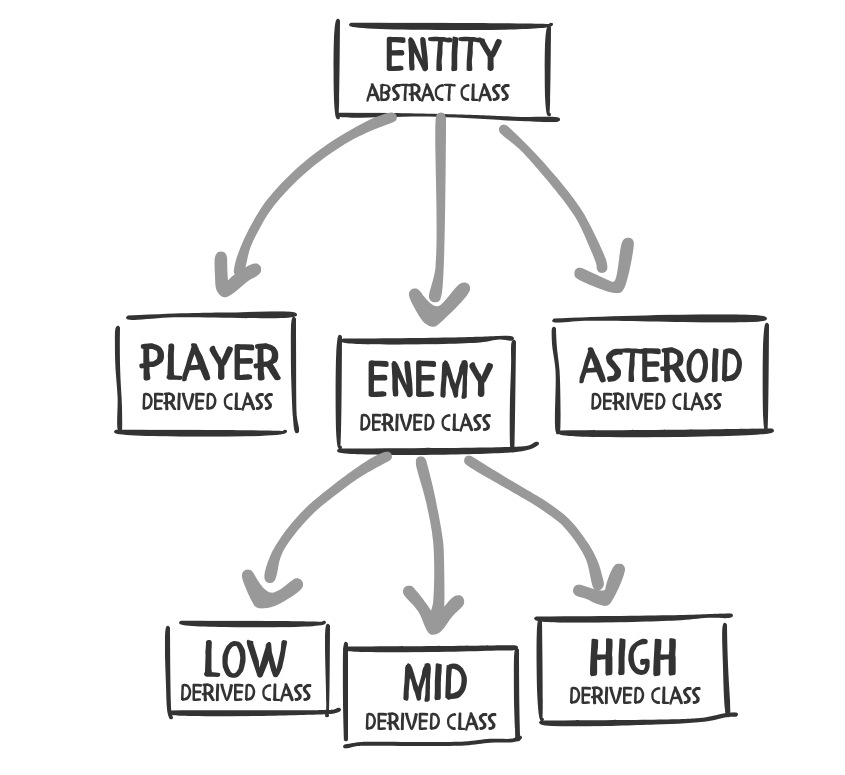 ENTITY
ABSTRACT CLASS
PLAYER
DERIVED CLASS
ENEMY
DERIVED CLASS
ASTEROID
DERIVED CLASS
LOW
DERIVED CLASS
MID
DERIVED CLASS
HIGH
DERIVED CLASS